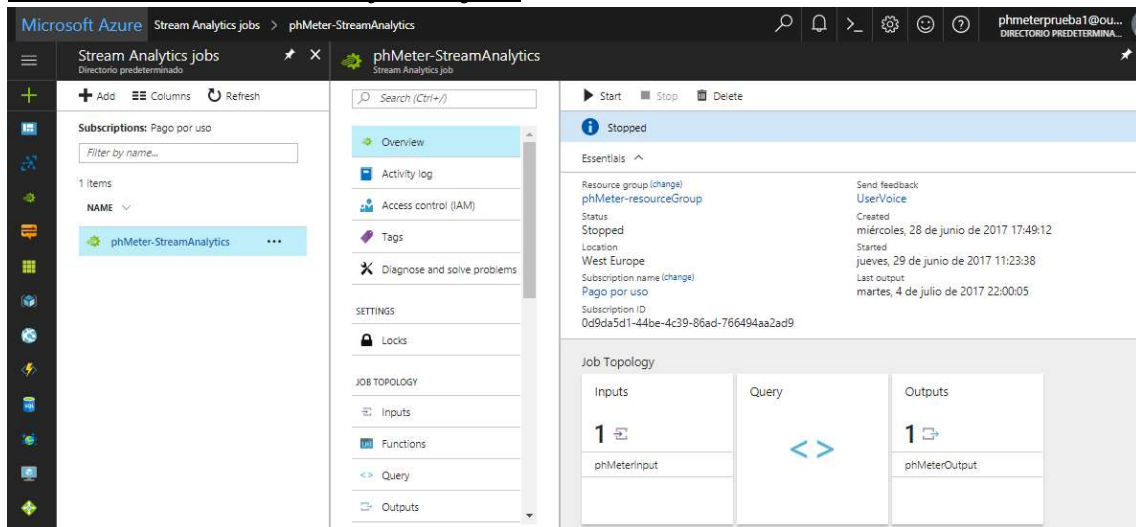 Microsoft Azure Stream Analytics jobs > phMeter-StreamAnalytics
phmeterprueba1@ou...
DIRECTORIO PREDETERMINA...
Stream Analytics jobs
Directorio predeterminado
Add Columns Refresh
Subscriptions: Pago por uso
Filter by name...
1 items
NAME
phMeter-StreamAnalytics ...
phMeter-StreamAnalytics
Stream Analytics job
Search (Ctrl+/)
Overview
Activity log
Access control (IAM)
Tags
Diagnose and solve problems
SETTINGS
Locks
JOB TOPOLOGY
Inputs
Functions
Query
Outputs
Start Stop Delete
Stopped
Essentials
Resource group (change)
phMeter-resourceGroup
Status
Stopped
Location
West Europe
Subscription name (change)
Pago por uso
Subscription ID
0d9da5d1-44be-4c39-86ad-766494aa2ad9
Send feedback
UserVoice
Created
miércoles, 28 de junio de 2017 17:49:12
Started
jueves, 29 de junio de 2017 11:23:38
Last output
martes, 4 de julio de 2017 22:00:05
Job Topology
Inputs
1
phMeterInput
Query
< >
Outputs
1
phMeterOutput